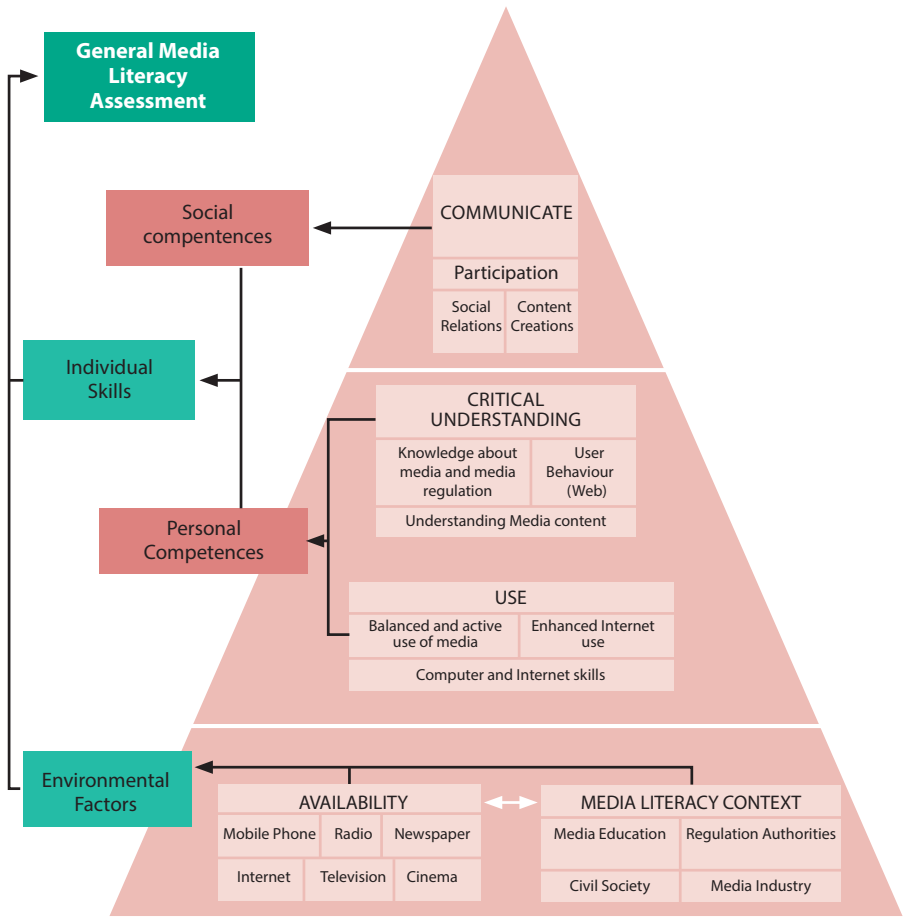 General Media
Literacy
Assessment
Social
compentences
COMMUNICATE
Participation
Social
Relations
Content
Creations
Individual
Skills
CRITICAL
UNDERSTANDING
Knowledge about
media and media
regulation
User
Behaviour
(Web)
Understanding Media content
Personal
Competences
USE
Balanced and active
use of media
Enhanced Internet
use
Computer and Internet skills
Environmental
Factors
AVAILABILITY
Mobile Phone
Radio
Newspaper
Internet
Television
Cinema
MEDIA LITERACY CONTEXT
Media Education
Regulation Authorities
Civil Society
Media Industry